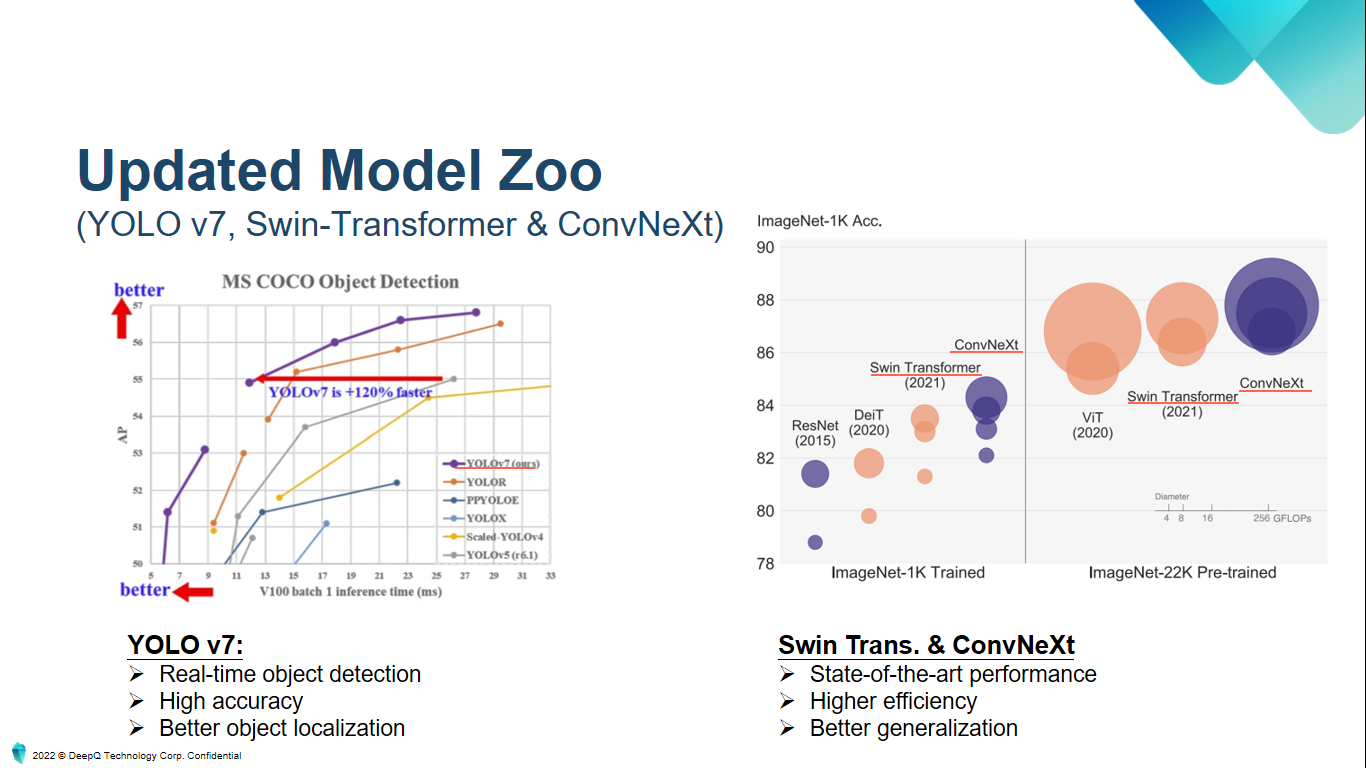 Updated Model Zoo
(YOLO v7, Swin-Transformer & ConvNeXt)
MS COCO Object Detection
better
57
56
55
54
53
52
51
50
AP
YOLOv7 is +120% faster
YOLOv7 (ours)
YOLOR
PPYOLOE
YOLOX
Scaled-YOLOv4
YOLOv5 (r6.1)
5 7 9 11 13 15 17 19 21 23 25 27 29 31 33
better
V100 batch 1 inference time (ms)
ImageNet-1K Acc.
90
88
86
84
82
80
78
ResNet
(2015)
DeiT
(2020)
Swin Transformer
(2021)
ConvNeXt
ViT
(2020)
Swin Transformer
(2021)
ConvNeXt
Diameter
4 8 16 256 GFLOPs
ImageNet-1K Trained
ImageNet-22K Pre-trained
YOLO v7:
➢ Real-time object detection
➢ High accuracy
➢ Better object localization
Swin Trans. & ConvNeXt
➢ State-of-the-art performance
➢ Higher efficiency
➢ Better generalization
2022 © DeepQ Technology Corp. Confidential